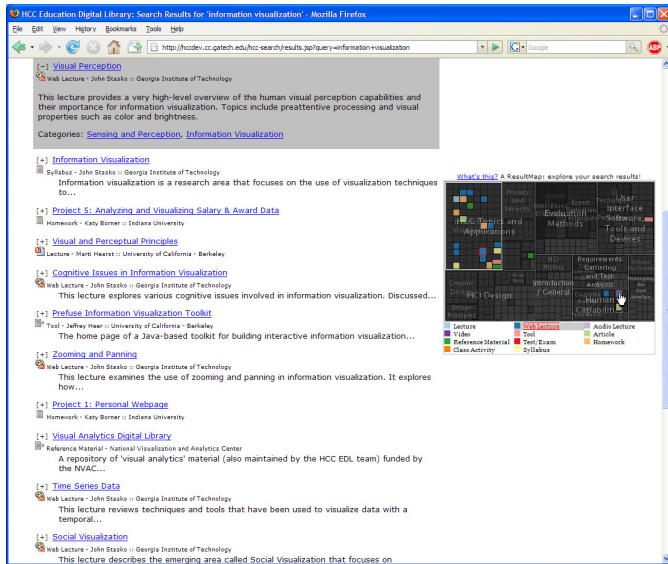 HCC Education Digital Library: Search Results for 'information visualization' - Mozilla Firefox
File Edit View History Bookmarks Tools Help
http://hccdev.cc.gatech.edu/hcc-search/results.jsp?query=information+visualization
G Google
ABP
[–] Visual Perception
Web Lecture - John Stasko :: Georgia Institute of Technology
This lecture provides a very high-level overview of the human visual perception capabilities and
their importance for information visualization. Topics include preattentive processing and visual
properties such as color and brightness.
Categories: Sensing and Perception, Information Visualization
[+] Information Visualization
Syllabus - John Stasko :: Georgia Institute of Technology
Information visualization is a research area that focuses on the use of visualization techniques
to...
[+] Project 5: Analyzing and Visualizing Salary & Award Data
Homework - Katy Borner :: Indiana University
[+] Visual and Perceptual Principles
Lecture - Marti Hearst :: University of California - Berkeley
[+] Cognitive Issues in Information Visualization
Web Lecture - John Stasko :: Georgia Institute of Technology
This lecture explores various cognitive issues involved in information visualization. Discussed...
[+] Prefuse Information Visualization Toolkit
Tool - Jeffrey Heer :: University of California - Berkeley
The home page of a Java-based toolkit for building interactive information visualization...
[+] Zooming and Panning
Web Lecture - John Stasko :: Georgia Institute of Technology
This lecture examines the use of zooming and panning in information visualization. It explores
how...
[+] Project 1: Personal Webpage
Homework - Katy Borner :: Indiana University
[+] Visual Analytics Digital Library
Reference Material - National Visualization and Analytics Center
A repository of 'visual analytics' material (also maintained by the HCC EDL team) funded by
the NVAC...
[+] Time Series Data
Web Lecture - John Stasko :: Georgia Institute of Technology
This lecture reviews techniques and tools that have been used to visualize data with a
temporal...
[+] Social Visualization
Web Lecture - John Stasko :: Georgia Institute of Technology
This lecture describes the emerging area called Social Visualization that focuses on
What's this? A ResultMap: explore your search results!
Privacy
and
Security
HCC Topics and
Applications
Evaluation
Methods
User
Interface
Software,
Tools and
Devices
HCI
History
Introduction
/ General
HCI Design
Requirements
Gathering
and Task
Analysis
Human
Capabilities
Lecture Web Lecture Audio Lecture
Video Tool Article
Reference Material Test/Exam Homework
Class Activity Syllabus